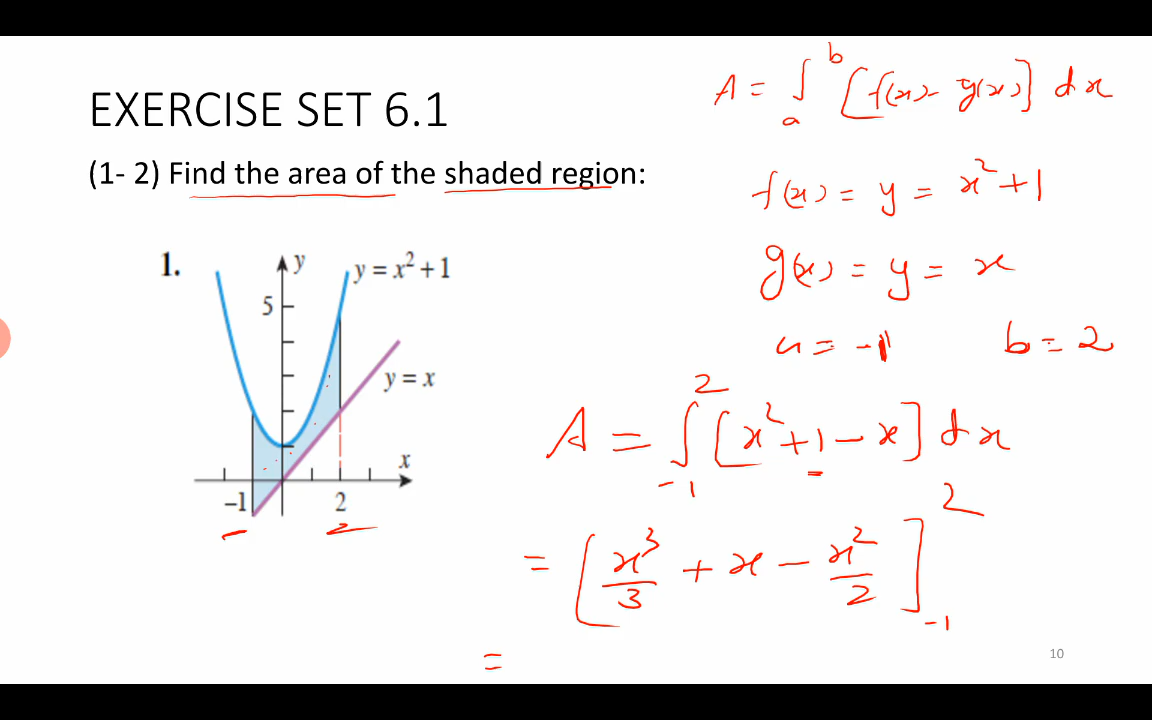 EXERCISE SET 6.1
(1- 2) Find the area of the shaded region:
1.
y
y = x² + 1
5
y = x
x
–1
2
A = ∫ₐᵇ [f(x) - g(x)] dx
f(x) = y = x² + 1
g(x) = y = x
a = -1 b = 2
A = ∫₋₁² [x² + 1 - x] dx
= [x³/3 + x - x²/2]₋₁²
=
10